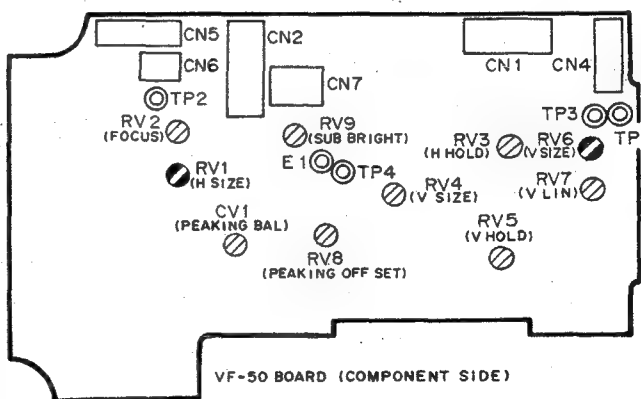 CN5
CN2
CN6
CN7
CN1
CN4
TP2
TP3
TP
RV2
(FOCUS)
RV9
(SUB BRIGHT)
RV3
(H HOLD)
RV6
(V SIZE)
E1
TP4
RV1
(H SIZE)
RV4
(V SIZE)
RV7
(V LIN)
CV1
(PEAKING BAL)
RV5
(V HOLD)
RV8
(PEAKING OFF SET)
VF-50 BOARD (COMPONENT SIDE)